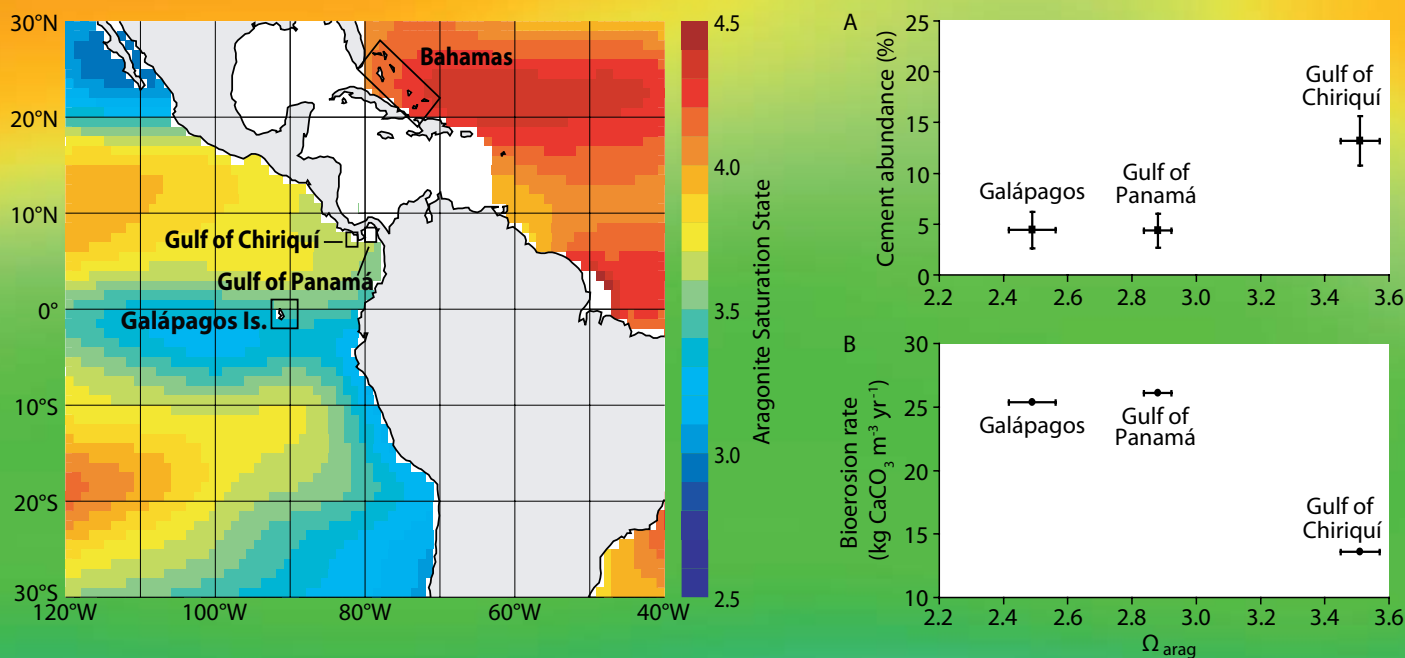 30°N
20°N
10°N
0°
10°S
20°S
30°S
120°W
100°W
80°W
60°W
40°W
Bahamas
Gulf of Chiriquí
Gulf of Panamá
Galápagos Is.
4.5
4.0
3.5
3.0
2.5
Aragonite Saturation State
A
Cement abundance (%)
25
20
15
10
5
0
Galápagos
Gulf of
Panamá
Gulf of
Chiriquí
2.2
2.4
2.6
2.8
3.0
3.2
3.4
3.6
B
Bioerosion rate
(kg CaCO₃ m⁻³ yr⁻¹)
30
25
20
15
10
Galápagos
Gulf of
Panamá
Gulf of
Chiriquí
2.2
2.4
2.6
2.8
3.0
3.2
3.4
3.6
Ω arag